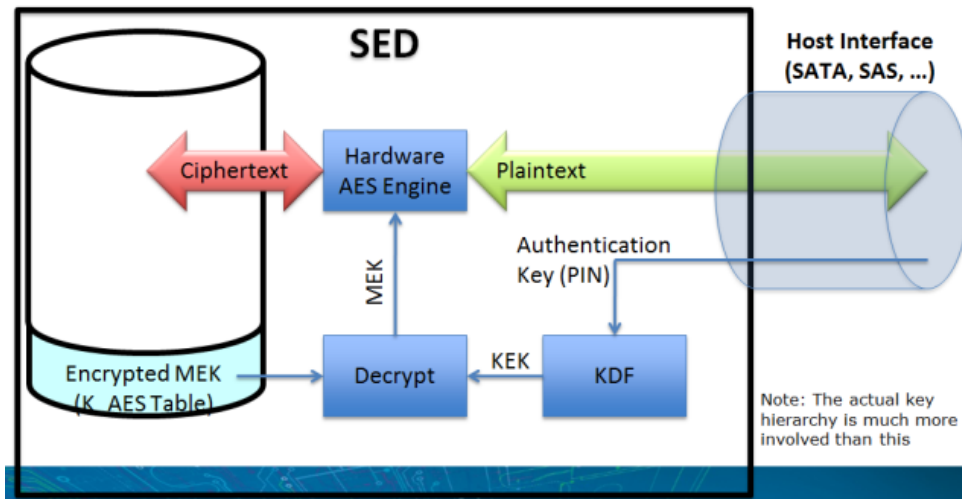 SED
Host Interface
(SATA, SAS, ...)
Ciphertext
Hardware
AES Engine
Plaintext
Authentication
Key (PIN)
MEK
Encrypted MEK
(K_AES Table)
Decrypt
KEK
KDF
Note: The actual key
hierarchy is much more
involved than this